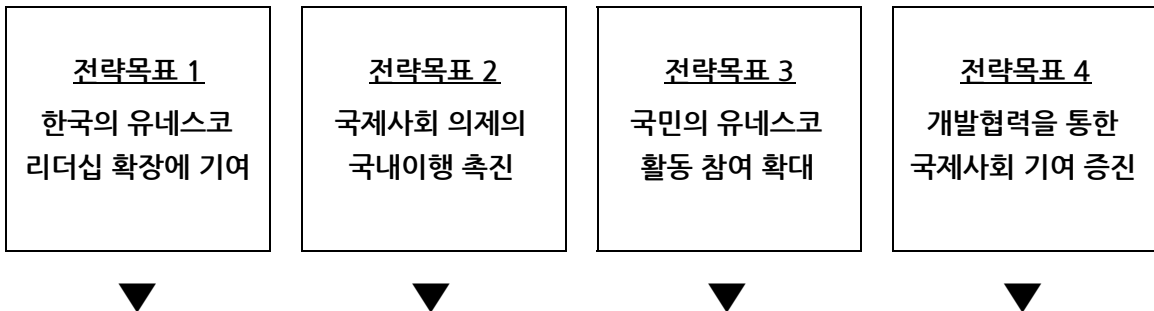 전략목표 1
한국의 유네스코
리더십 확장에 기여
전략목표 2
국제사회 의제의
국내이행 촉진
전략목표 3
국민의 유네스코
활동 참여 확대
전략목표 4
개발협력을 통한
국제사회 기여 증진